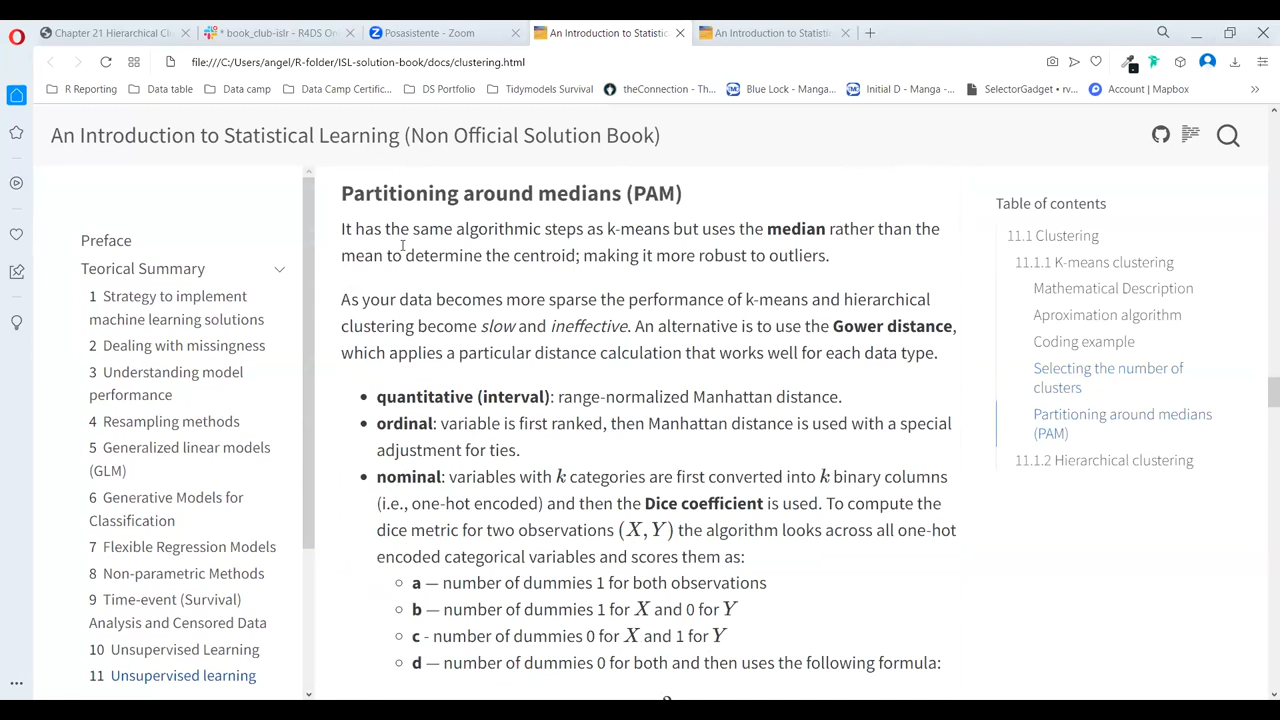 Chapter 21 Hierarchical Cl
* book_club-islr - R4DS On
Posasistente - Zoom
An Introduction to Statistic
An Introduction to Statisti
file:///C:/Users/angel/R-folder/ISL-solution-book/docs/clustering.html
R Reporting
Data table
Data camp
Data Camp Certific...
DS Portfolio
Tidymodels Survival
theConnection - Th...
Blue Lock - Manga...
Initial D - Manga -...
SelectorGadget • rv...
Account | Mapbox
An Introduction to Statistical Learning (Non Official Solution Book)
Preface
Teorical Summary
1 Strategy to implement
machine learning solutions
2 Dealing with missingness
3 Understanding model
performance
4 Resampling methods
5 Generalized linear models
(GLM)
6 Generative Models for
Classification
7 Flexible Regression Models
8 Non-parametric Methods
9 Time-event (Survival)
Analysis and Censored Data
10 Unsupervised Learning
11 Unsupervised learning
Partitioning around medians (PAM)
It has the same algorithmic steps as k-means but uses the median rather than the
mean to determine the centroid; making it more robust to outliers.
As your data becomes more sparse the performance of k-means and hierarchical
clustering become slow and ineffective. An alternative is to use the Gower distance,
which applies a particular distance calculation that works well for each data type.
• quantitative (interval): range-normalized Manhattan distance.
• ordinal: variable is first ranked, then Manhattan distance is used with a special
adjustment for ties.
• nominal: variables with k categories are first converted into k binary columns
(i.e., one-hot encoded) and then the Dice coefficient is used. To compute the
dice metric for two observations (X, Y) the algorithm looks across all one-hot
encoded categorical variables and scores them as:
○ a — number of dummies 1 for both observations
○ b — number of dummies 1 for X and 0 for Y
○ c - number of dummies 0 for X and 1 for Y
○ d — number of dummies 0 for both and then uses the following formula:
Table of contents
11.1 Clustering
11.1.1 K-means clustering
Mathematical Description
Aproximation algorithm
Coding example
Selecting the number of
clusters
Partitioning around medians
(PAM)
11.1.2 Hierarchical clustering